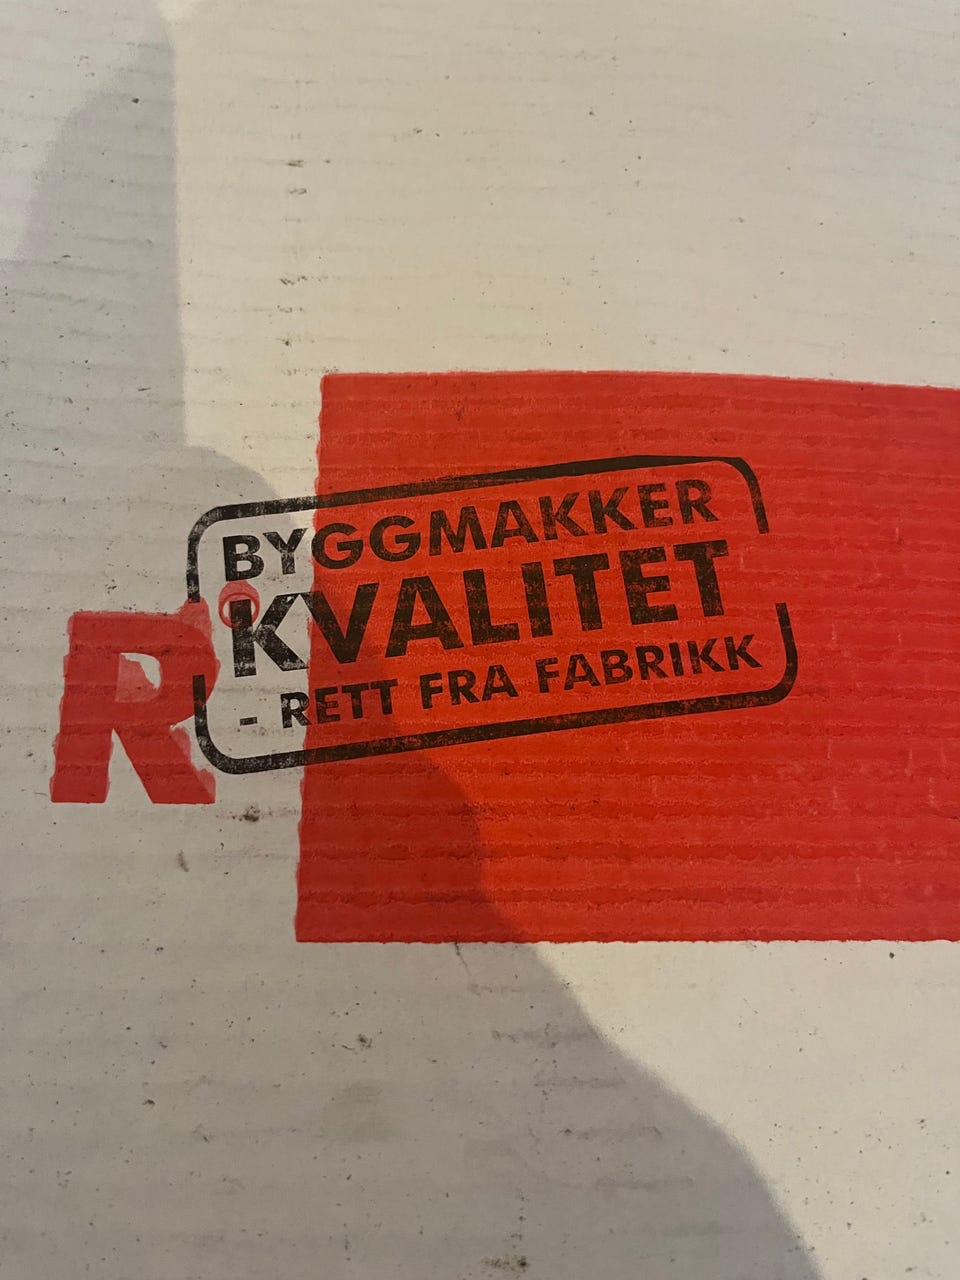 BYGGMAKKER
KVALITET
- RETT FRA FABRIKK
R